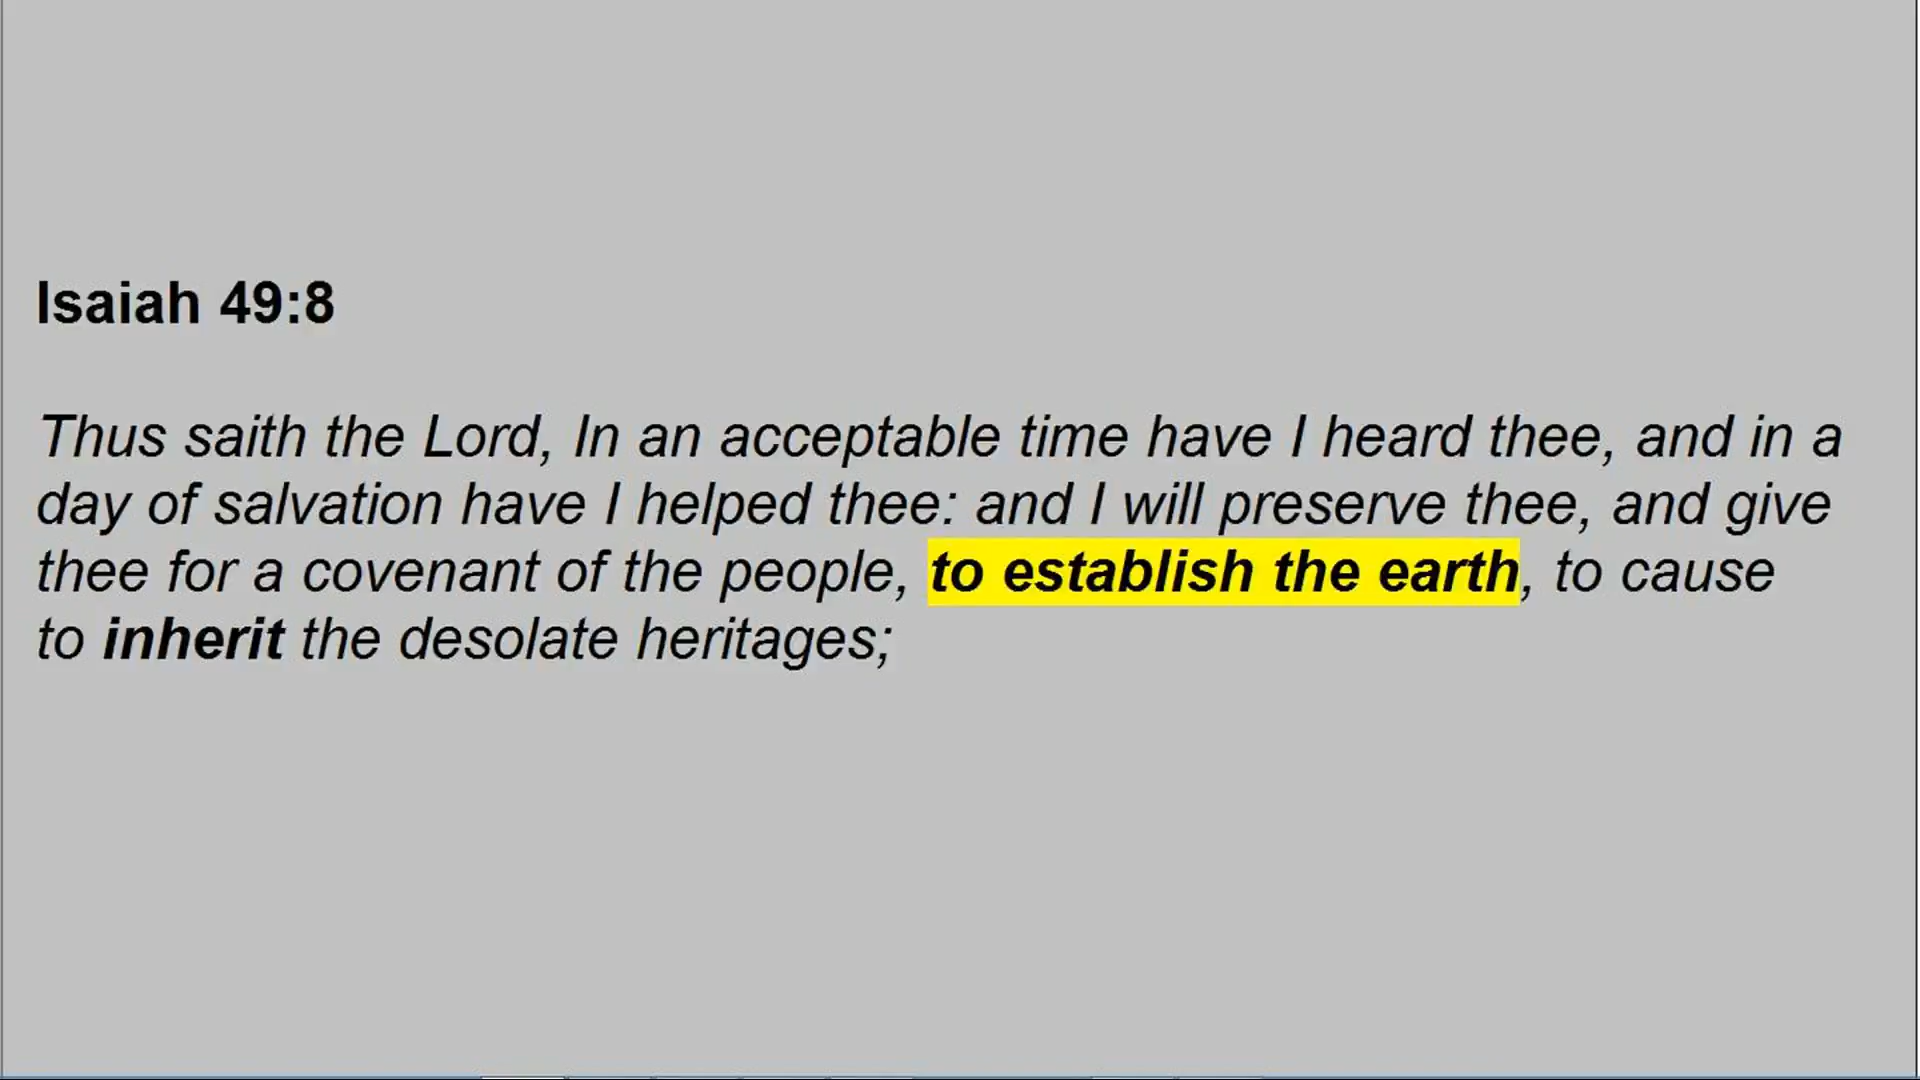 Isaiah 49:8
Thus saith the Lord, In an acceptable time have I heard thee, and in a
day of salvation have I helped thee: and I will preserve thee, and give
thee for a covenant of the people, to establish the earth, to cause
to inherit the desolate heritages;